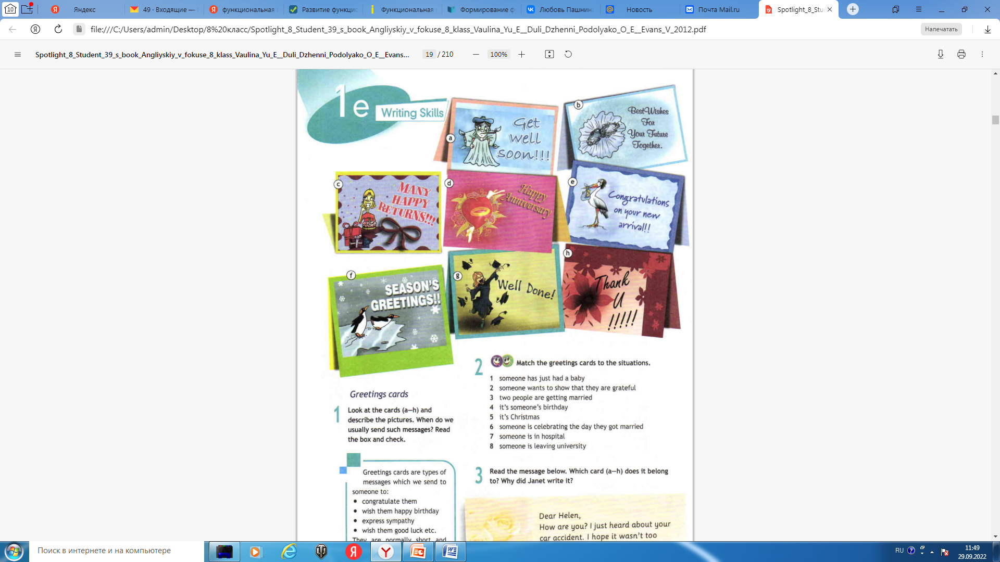 10
Яндекс
49 · Входящие — Я
функциональная г
Развитие функцис
Функциональная г
Формирование ф
Любовь Пашнина
Новость
Почта Mail.ru
Spotlight_8_Stu
file:///C:/Users/admin/Desktop/8%20класс/Spotlight_8_Student_39_s_book_Angliyskiy_v_fokuse_8_klass_Vaulina_Yu_E__Duli_Dzhenni_Podolyako_O_E__Evans_V_2012.pdf
Напечатать
Spotlight_8_Student_39_s_book_Angliyskiy_v_fokuse_8_klass_Vaulina_Yu_E__Duli_Dzhenni_Podolyako_O_E__Evans...
19 / 210
100%
1e
Writing Skills
a
Get
well
soon!!!
b
Best Wishes
For
Your Future
Together.
c
MANY
HAPPY
RETURNS!!!
d
Happy
Anniversary
e
Congratulations
on your new
arrival!!
f
SEASON'S
GREETINGS!!
g
Well Done!
h
Thank
U
!!!!!
Greetings cards
1 Look at the cards (a–h) and
describe the pictures. When do we
usually send such messages? Read
the box and check.
Greetings cards are types of
messages which we send to
someone to:
• congratulate them
• wish them happy birthday
• express sympathy
• wish them good luck etc.
They are normally short and
2 Match the greetings cards to the situations.
1 someone has just had a baby
2 someone wants to show that they are grateful
3 two people are getting married
4 it's someone's birthday
5 it's Christmas
6 someone is celebrating the day they got married
7 someone is in hospital
8 someone is leaving university
3 Read the message below. Which card (a–h) does it belong
to? Why did Janet write it?
Dear Helen,
How are you? I just heard about your
car accident. I hope it wasn't too
Поиск в интернете и на компьютере
RU
11:49
29.09.2022